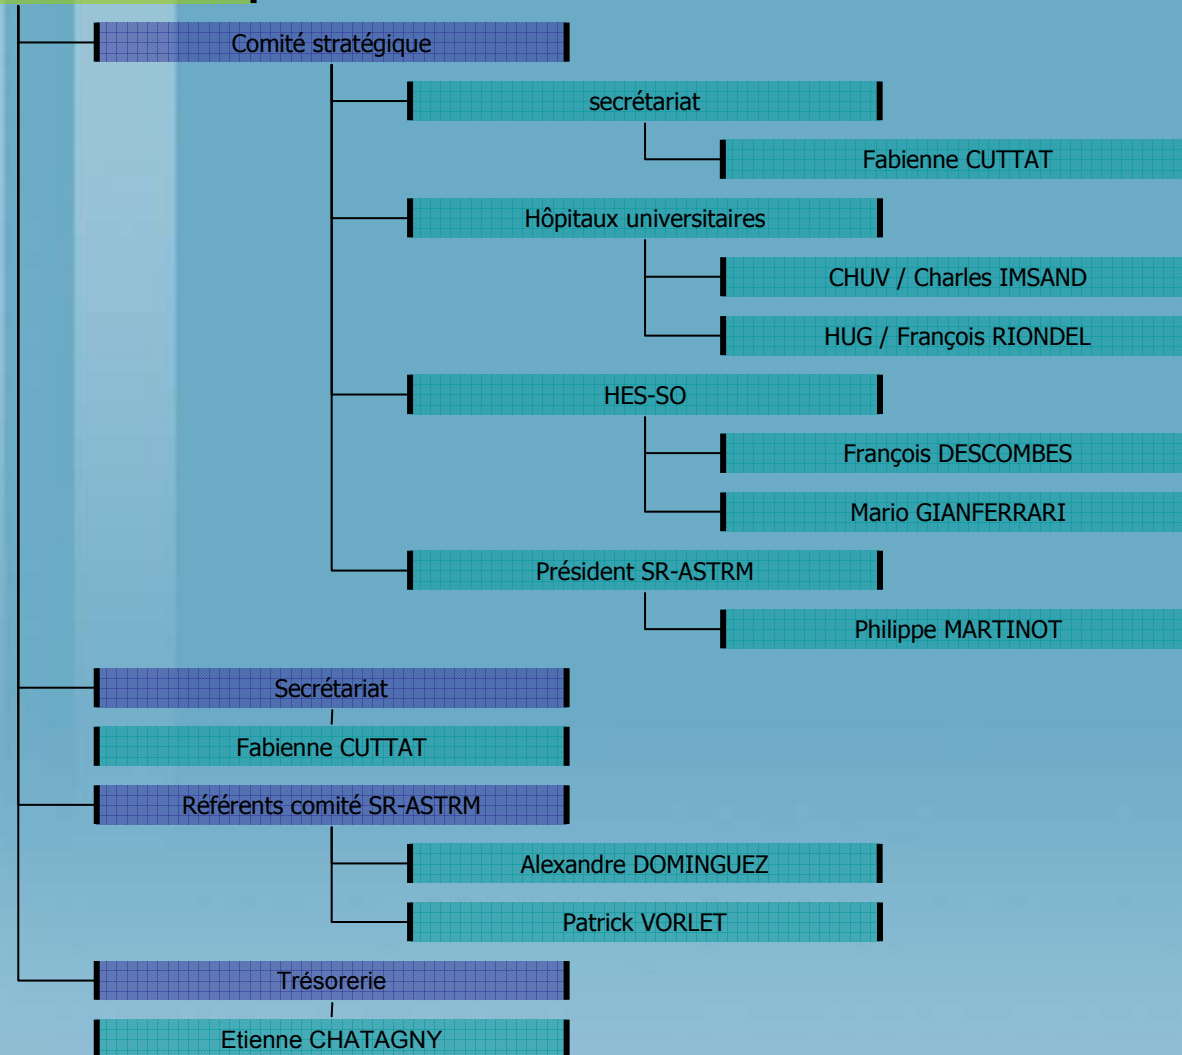 Comité stratégique
secrétariat
Fabienne CUTTAT
Hôpitaux universitaires
CHUV / Charles IMSAND
HUG / François RIONDEL
HES-SO
François DESCOMBES
Mario GIANFERRARI
Président SR-ASTRM
Philippe MARTINOT
Secrétariat
Fabienne CUTTAT
Référents comité SR-ASTRM
Alexandre DOMINGUEZ
Patrick VORLET
Trésorerie
Etienne CHATAGNY